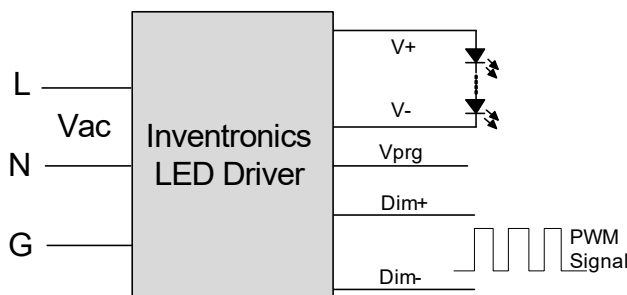 L
Vac
N
G
Inventronics
LED Driver
V+
V-
Vprg
Dim+
Dim-
PWM
Signal